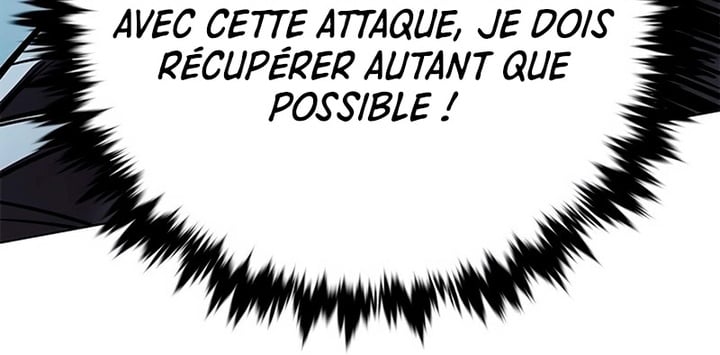 AVEC CETTE ATTAQUE, JE DOIS
RÉCUPÉRER AUTANT QUE
POSSIBLE !